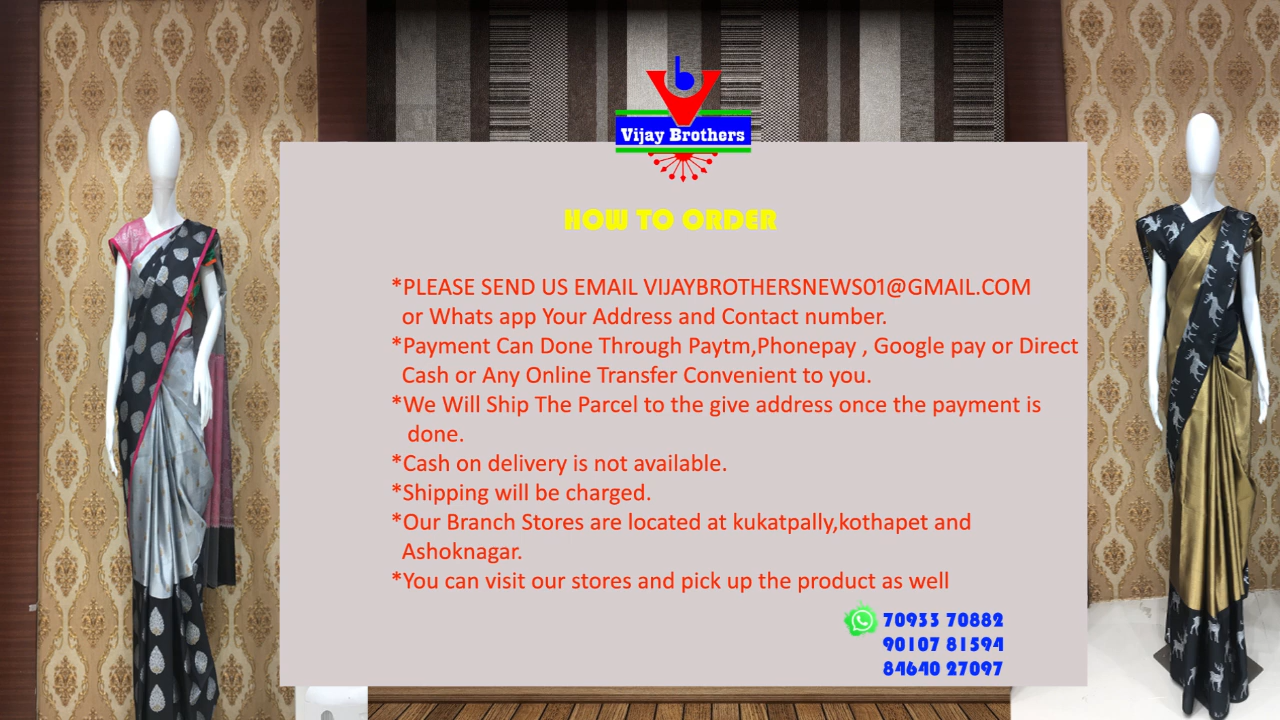 b
Vijay Brothers
HOW TO ORDER
*PLEASE SEND US EMAIL VIJAYBROTHERSNEWS01@GMAIL.COM
or Whats app Your Address and Contact number.
*Payment Can Done Through Paytm,Phonepay , Google pay or Direct
Cash or Any Online Transfer Convenient to you.
*We Will Ship The Parcel to the give address once the payment is
done.
*Cash on delivery is not available.
*Shipping will be charged.
*Our Branch Stores are located at kukatpally,kothapet and
Ashoknagar.
*You can visit our stores and pick up the product as well
70933 70882
90107 81594
84640 27097